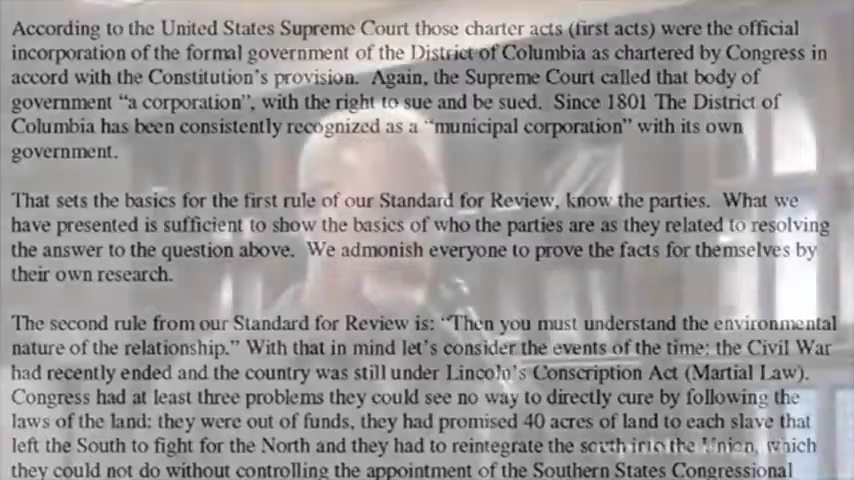 According to the United States Supreme Court those charter acts (first acts) were the official
incorporation of the formal government of the District of Columbia as chartered by Congress in
accord with the Constitution's provision. Again, the Supreme Court called that body of
government "a corporation", with the right to sue and be sued. Since 1801 The District of
Columbia has been consistently recognized as a "municipal corporation" with its own
government.
That sets the basics for the first rule of our Standard for Review, know the parties. What we
have presented is sufficient to show the basics of who the parties are as they related to resolving
the answer to the question above. We admonish everyone to prove the facts for themselves by
their own research.
The second rule from our Standard for Review is: "Then you must understand the environmental
nature of the relationship." With that in mind let's consider the events of the time: the Civil War
had recently ended and the country was still under Lincoln's Conscription Act (Martial Law).
Congress had at least three problems they could see no way to directly cure by following the
laws of the land: they were out of funds, they had promised 40 acres of land to each slave that
left the South to fight for the North and they had to reintegrate the south into the Union, which
they could not do without controlling the appointment of the Southern States Congressional